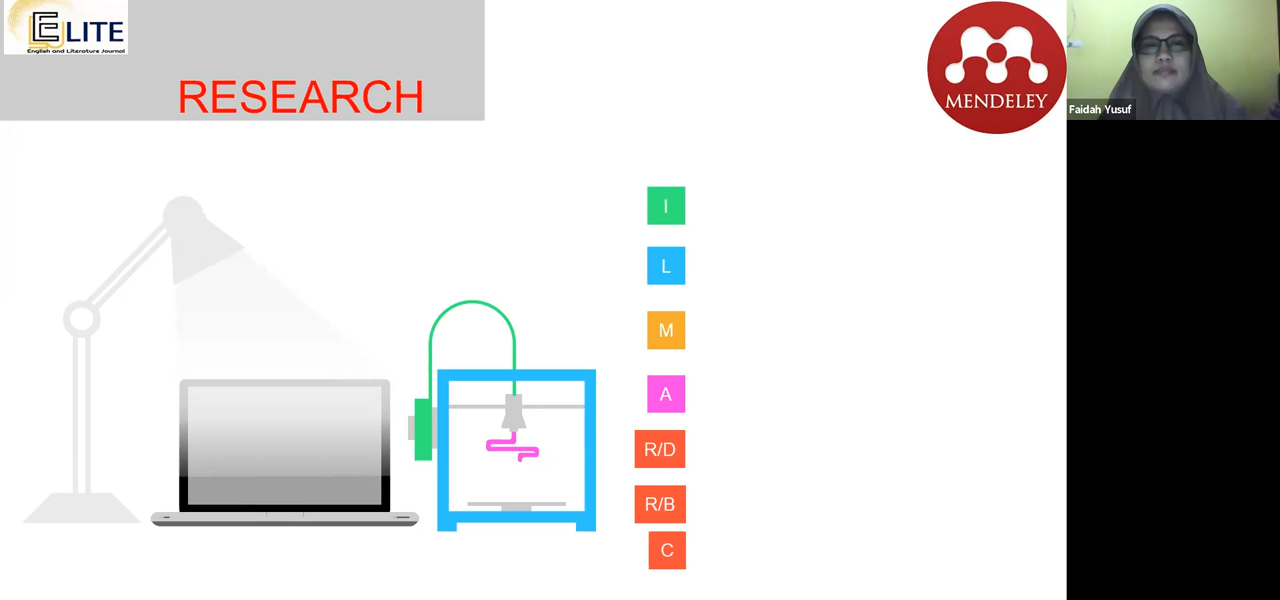 ELITE
English and Literature Journal
RESEARCH
MENDELEY
Faidah Yusuf
I
L
M
A
R/D
R/B
C